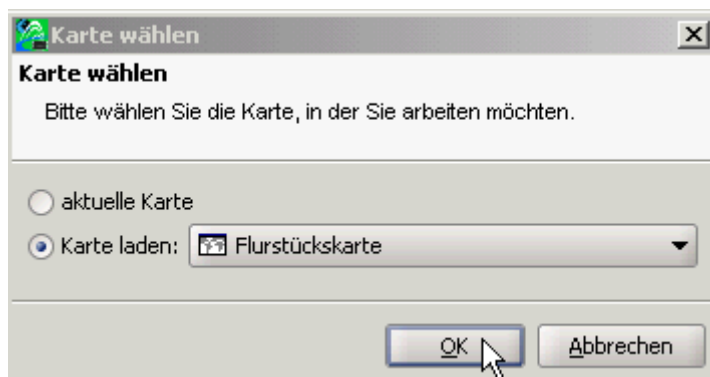 Karte wählen
Karte wählen
Bitte wählen Sie die Karte, in der Sie arbeiten möchten.
aktuelle Karte
Karte laden: Flurstückskarte
OK Abbrechen